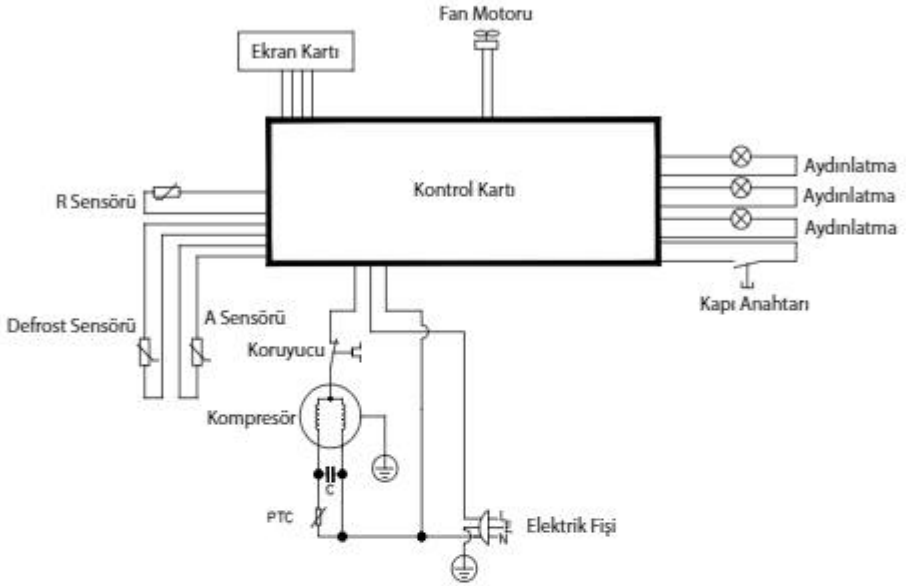 Fan Motoru
Ekran Kartı
Kontrol Kartı
Aydınlatma
Aydınlatma
Aydınlatma
R Sensörü
Kapı Anahtarı
A Sensörü
Defrost Sensörü
Koruyucu
Kompresör
C
PTC
L
E
N
Elektrik Fişi